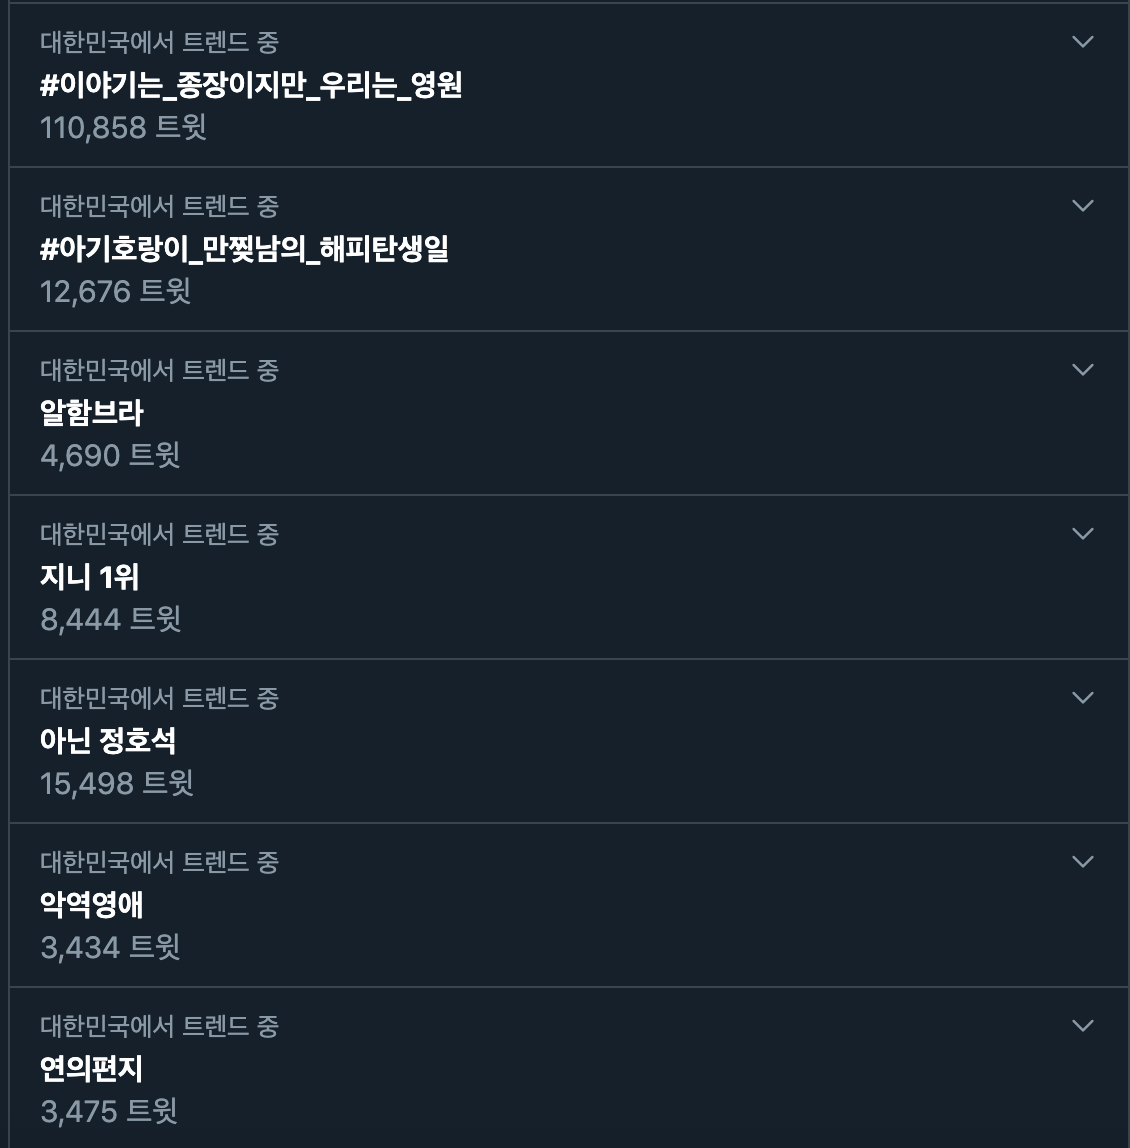 대한민국에서 트렌드 중
#이야기는_종장이지만_우리는_영원
110,858 트윗
대한민국에서 트렌드 중
#아기호랑이_만찢남의_해피탄생일
12,676 트윗
대한민국에서 트렌드 중
알함브라
4,690 트윗
대한민국에서 트렌드 중
지니 1위
8,444 트윗
대한민국에서 트렌드 중
아닌 정호석
15,498 트윗
대한민국에서 트렌드 중
악역영애
3,434 트윗
대한민국에서 트렌드 중
연의편지
3,475 트윗